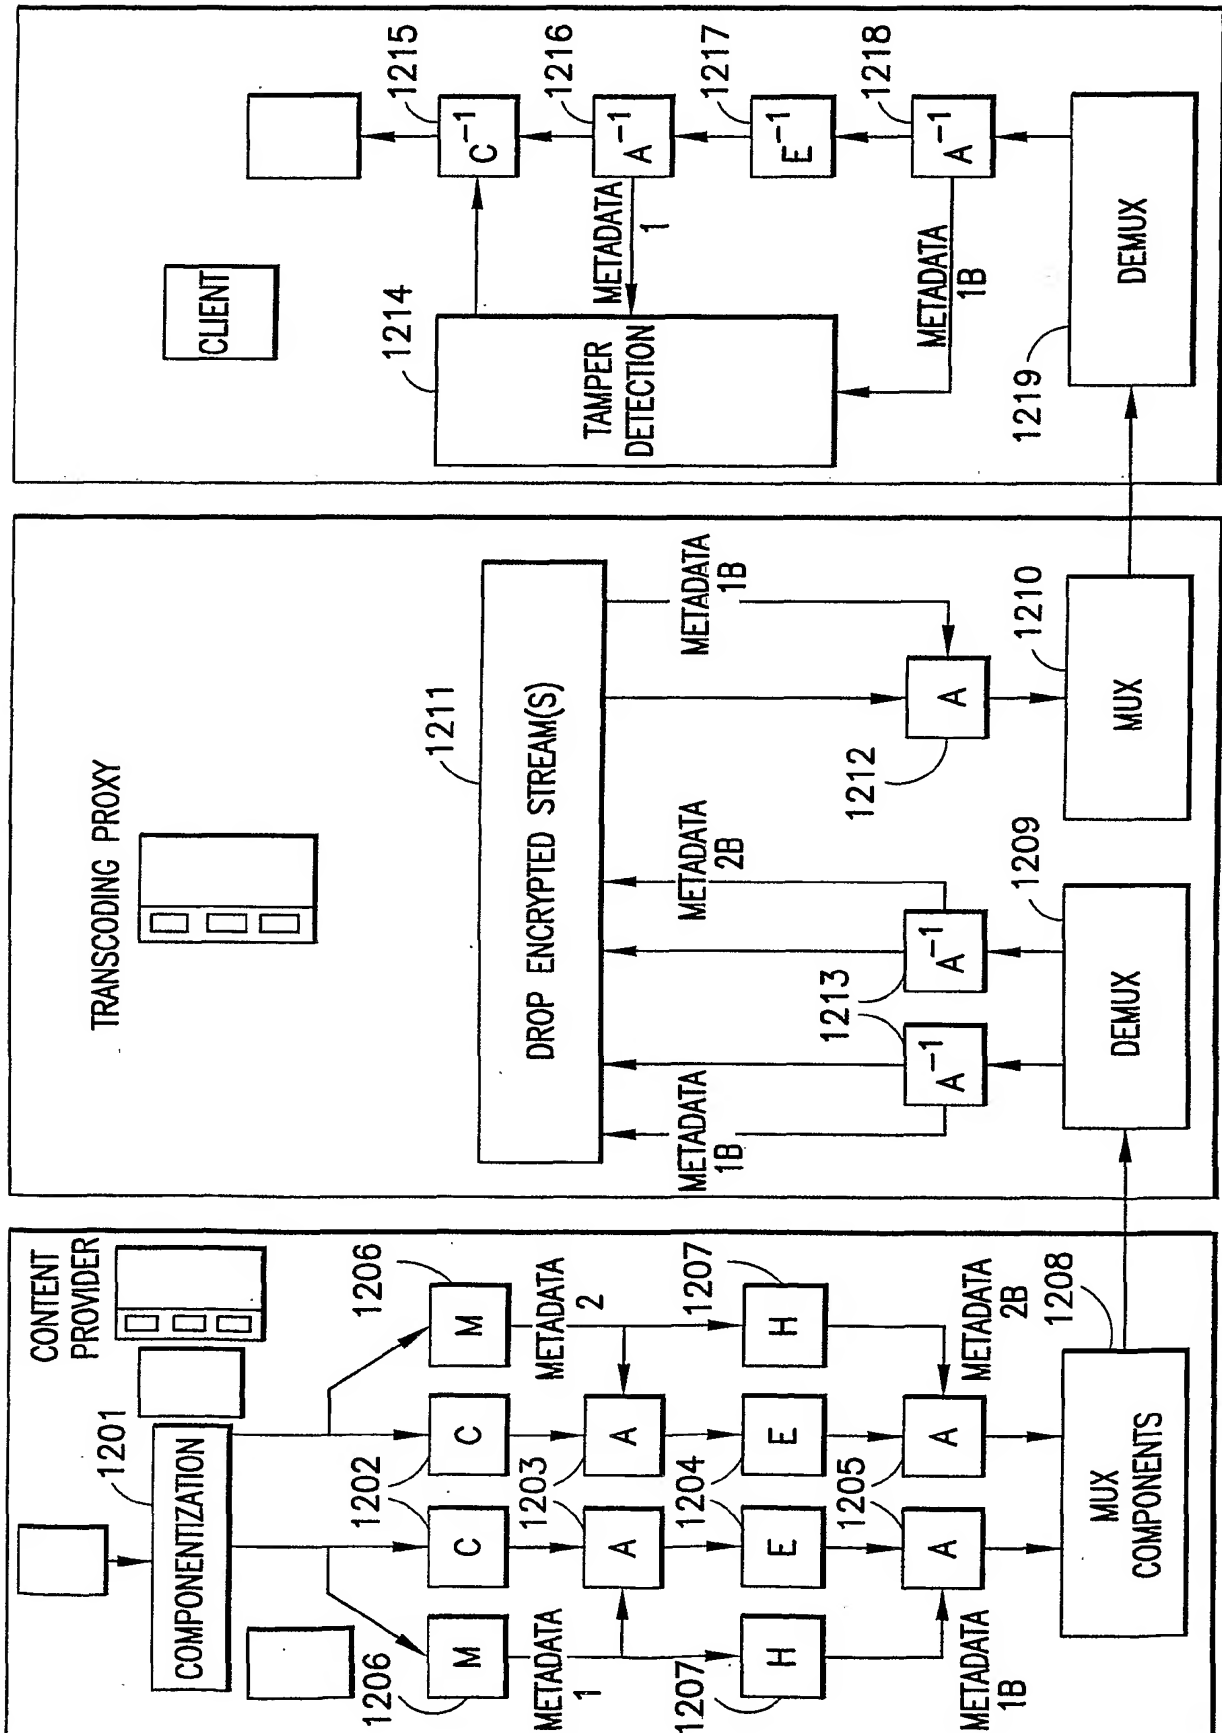 CONTENT
PROVIDER
1201
COMPONENTIZATION
1206
M
1202
C
C
M
1206
METADATA
1
METADATA
2
1203
A
A
1207
H
1204
E
E
H
1207
METADATA
1B
1205
A
A
METADATA
2B
1208
MUX
COMPONENTS
TRANSCODING PROXY
1211
DROP ENCRYPTED STREAM(S)
METADATA
1B
METADATA
2B
METADATA
1B
1213
A⁻¹
A⁻¹
A
1212
1209
DEMUX
1210
MUX
CLIENT
1214
TAMPER
DETECTION
1215
C⁻¹
METADATA
1
1216
A⁻¹
1217
E⁻¹
METADATA
1B
1218
A⁻¹
1219
DEMUX